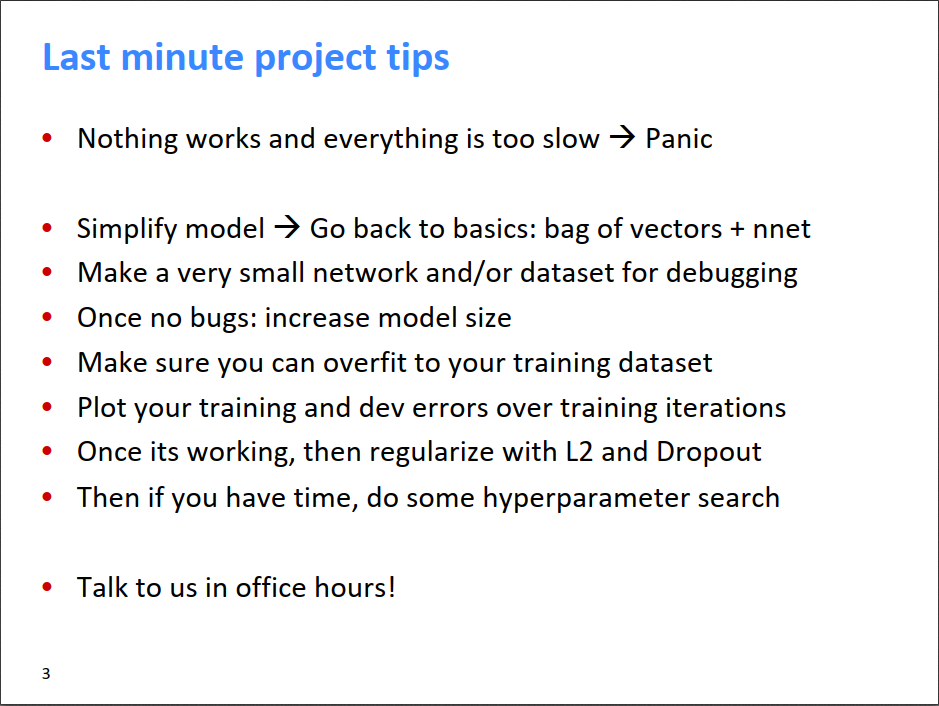 Last minute project tips
• Nothing works and everything is too slow → Panic
• Simplify model → Go back to basics: bag of vectors + nnet
• Make a very small network and/or dataset for debugging
• Once no bugs: increase model size
• Make sure you can overfit to your training dataset
• Plot your training and dev errors over training iterations
• Once its working, then regularize with L2 and Dropout
• Then if you have time, do some hyperparameter search
• Talk to us in office hours!
3